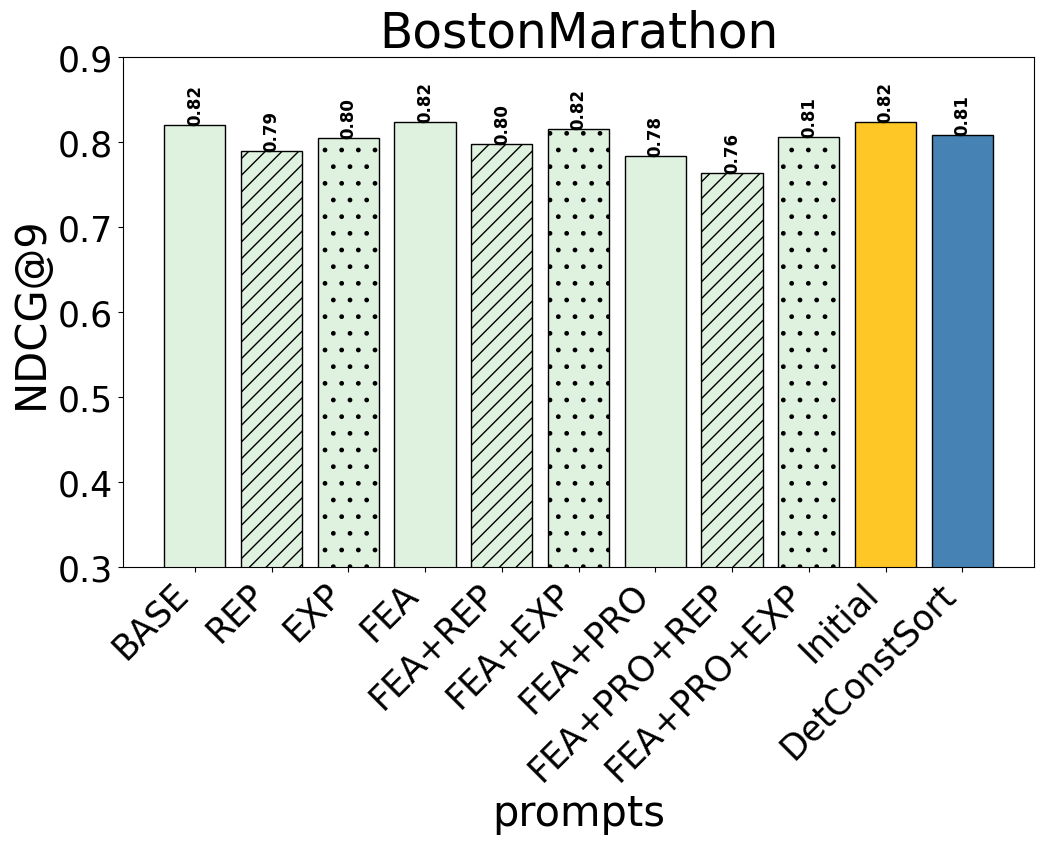 BostonMarathon
NDCG@9
0.9
0.8
0.7
0.6
0.5
0.4
0.3
0.82
0.79
0.80
0.82
0.80
0.82
0.78
0.76
0.81
0.82
0.81
BASE
REP
EXP
FEA
FEA+REP
FEA+EXP
FEA+PRO
FEA+PRO+REP
FEA+PRO+EXP
Initial
DetConstSort
prompts